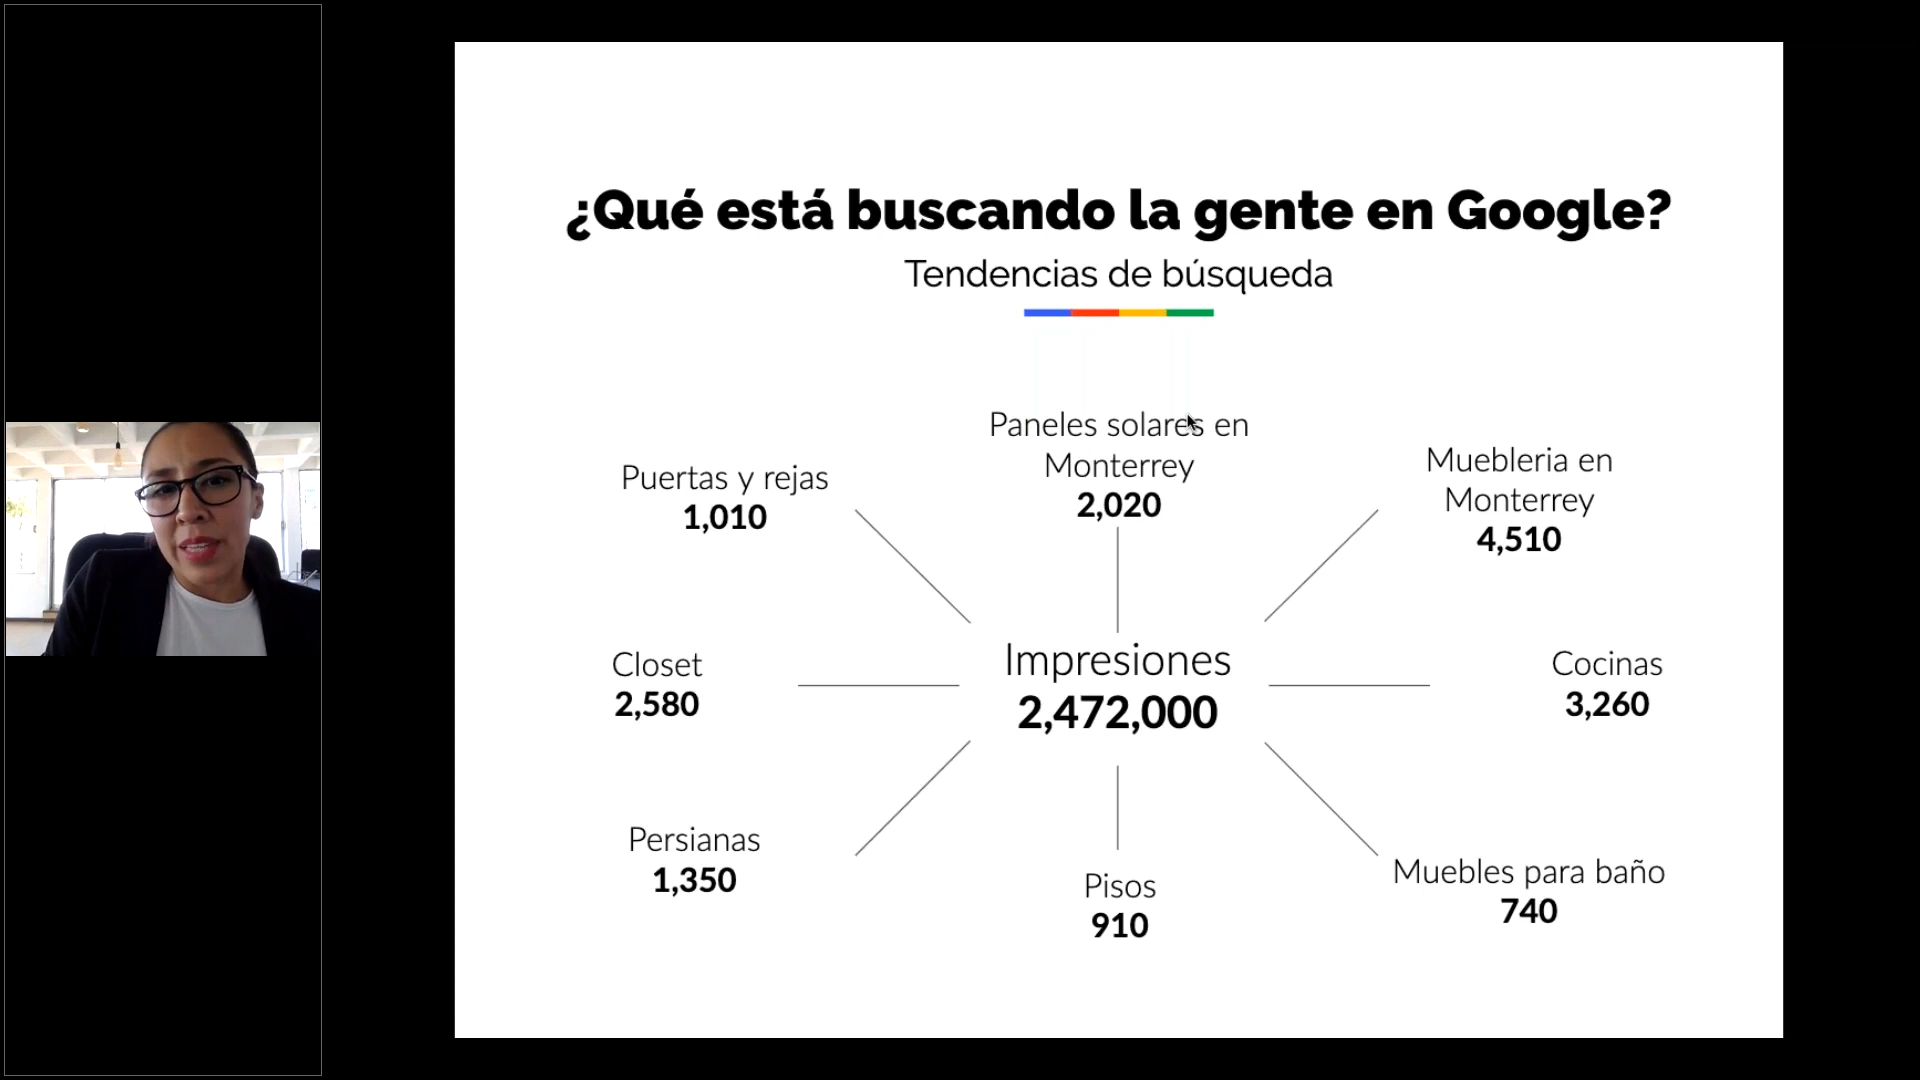 ¿Qué está buscando la gente en Google?
Tendencias de búsqueda
Paneles solares en
Monterrey
2,020
Puertas y rejas
1,010
Muebleria en
Monterrey
4,510
Closet
2,580
Impresiones
2,472,000
Cocinas
3,260
Persianas
1,350
Pisos
910
Muebles para baño
740